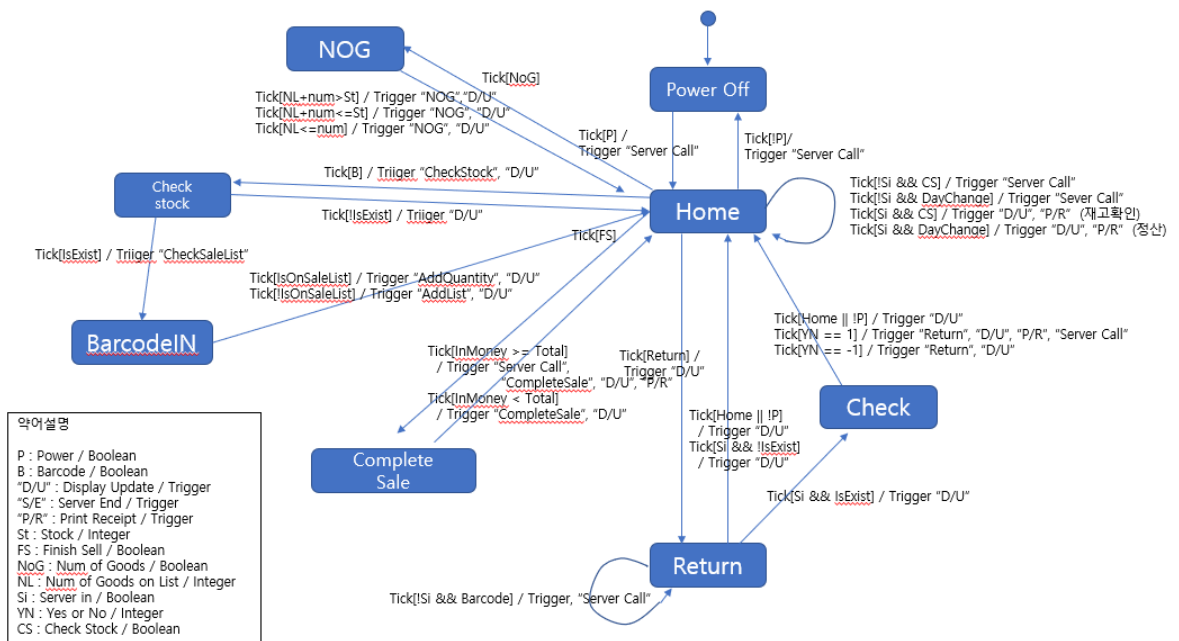 NOG
Tick[NoG]
Power Off
Tick[NL+num>St] / Trigger "NOG","D/U"
Tick[NL+num<=St] / Trigger "NOG", "D/U"
Tick[NL<=num] / Trigger "NOG", "D/U"
Tick[P] /
Trigger "Server Call"
Tick[!P]/
Trigger "Server Call"
Tick[B] / Triiger "CheckStock", "D/U"
Check
stock
Tick[!IsExist] / Triiger "D/U"
Home
Tick[!Si && CS] / Trigger "Server Call"
Tick[!Si && DayChange] / Trigger "Sever Call"
Tick[Si && CS] / Trigger "D/U", "P/R" (재고확인)
Tick[Si && DayChange] / Trigger "D/U", "P/R" (정산)
Tick[FS]
Tick[IsExist] / Triiger "CheckSaleList"
Tick[IsOnSaleList] / Trigger "AddQuantity", "D/U"
Tick[!IsOnSaleList] / Trigger "AddList", "D/U"
BarcodeIN
Tick[Home || !P] / Trigger "D/U"
Tick[YN == 1] / Trigger "Return", "D/U", "P/R", "Server Call"
Tick[YN == -1] / Trigger "Return", "D/U"
Tick[InMoney >= Total]
/ Trigger "Server Call",
"CompleteSale", "D/U", "P/R"
Tick[InMoney < Total]
/ Trigger "CompleteSale", "D/U"
Tick[Return] /
Trigger "D/U"
Check
Tick[Home || !P]
/ Trigger "D/U"
Tick[Si && !IsExist]
/ Trigger "D/U"
Complete
Sale
Tick[Si && IsExist] / Trigger "D/U"
Return
Tick[!Si && Barcode] / Trigger, "Server Call"
약어설명
P : Power / Boolean
B : Barcode / Boolean
"D/U" : Display Update / Trigger
"S/E" : Server End / Trigger
"P/R" : Print Receipt / Trigger
St : Stock / Integer
FS : Finish Sell / Boolean
NoG : Num of Goods / Boolean
NL : Num of Goods on List / Integer
Si : Server in / Boolean
YN : Yes or No / Integer
CS : Check Stock / Boolean